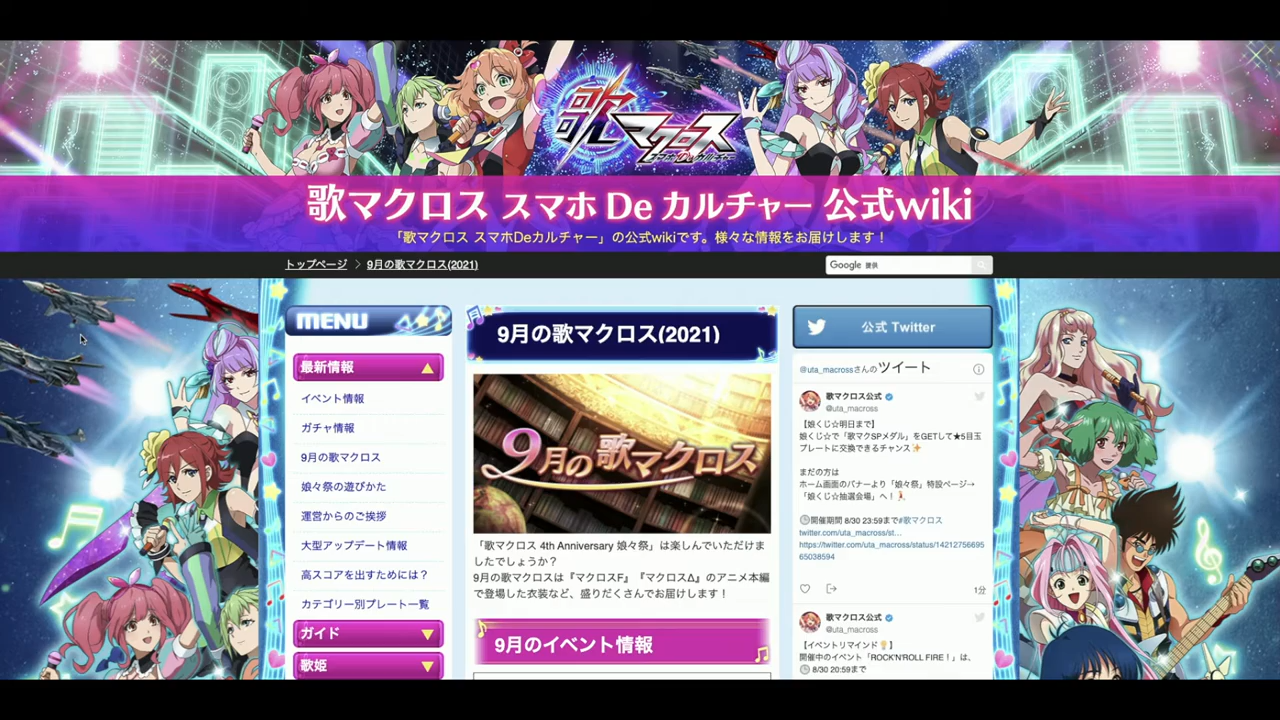 歌マクロス
スマホDeカルチャー
歌マクロス スマホ De カルチャー 公式wiki
「歌マクロス スマホDeカルチャー」の公式wikiです。様々な情報をお届けします！
トップページ > 9月の歌マクロス(2021)
Google 提供
MENU
最新情報
イベント情報
ガチャ情報
9月の歌マクロス
娘々祭の遊びかた
運営からのご挨拶
大型アップデート情報
高スコアを出すためには？
カテゴリー別プレート一覧
ガイド
歌姫
9月の歌マクロス(2021)
9月の歌マクロス
「歌マクロス 4th Anniversary 娘々祭」は楽しんでいただけま
したでしょうか？
9月の歌マクロスは『マクロスF』『マクロスΔ』のアニメ本編
で登場した衣装など、盛りだくさんでお届けします！
9月のイベント情報
公式 Twitter
@uta_macrossさんのツイート
歌マクロス公式
@uta_macross
【娘くじ☆明日まで】
娘くじ☆で「歌マクSPメダル」をGETして★5目玉
プレートに交換できるチャンス✨
まだの方は
ホーム画面のバナーより「娘々祭」特設ページ→
「娘くじ☆抽選会場」へ！
🕒開催期間 8/30 23:59まで#歌マクロス
twitter.com/uta_macross/st…
https://twitter.com/uta_macross/status/14212756695
65038594
1分
歌マクロス公式
@uta_macross
【イベントリマインド💡】
開催中のイベント「ROCK'N'ROLL FIRE！」は、
🕒 8/30 20:59まで